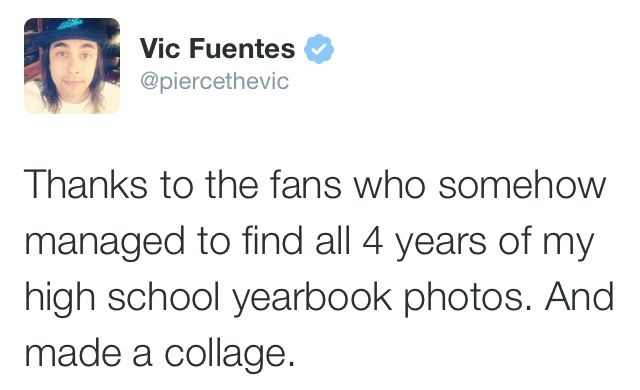 Vic Fuentes
@piercethevic
Thanks to the fans who somehow
managed to find all 4 years of my
high school yearbook photos. And
made a collage.